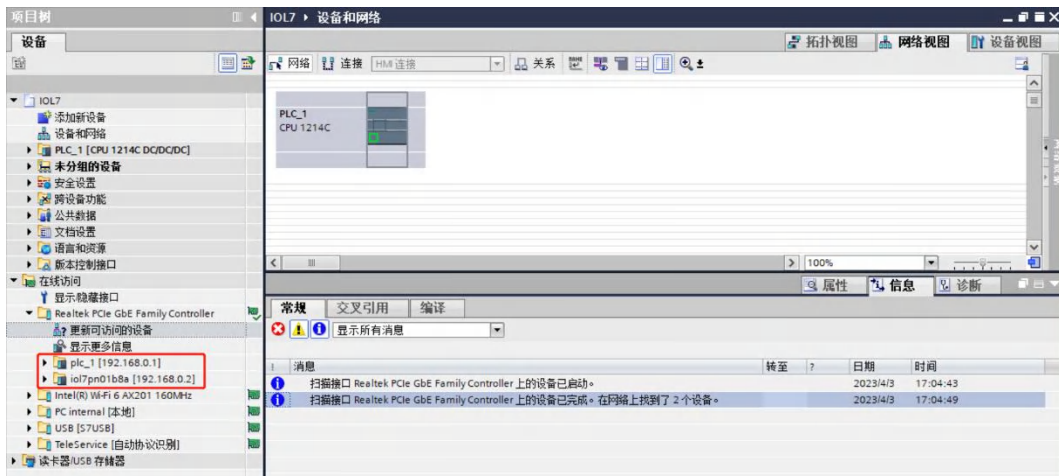 项目树
IOL7 ▸ 设备和网络
设备
拓扑视图
网络视图
设备视图
网络
连接
HMI 连接
关系
IOL7
添加新设备
设备和网络
PLC_1 [CPU 1214C DC/DC/DC]
未分组的设备
安全设置
跨设备功能
公共数据
文档设置
语言和资源
版本控制接口
在线访问
显示/隐藏接口
Realtek PCIe GbE Family Controller
更新可访问的设备
显示更多信息
plc_1 [192.168.0.1]
iol7pn01b8a [192.168.0.2]
Intel(R) Wi-Fi 6 AX201 160MHz
PC internal [本地]
USB [S7USB]
TeleService [自动协议识别]
读卡器/USB 存储器
PLC_1
CPU 1214C
100%
属性
信息
诊断
常规
交叉引用
编译
显示所有消息
! 消息 转至 ? 日期 时间
扫描接口 Realtek PCIe GbE Family Controller 上的设备已启动。 2023/4/3 17:04:43
扫描接口 Realtek PCIe GbE Family Controller 上的设备已完成。在网络上找到了 2 个设备。 2023/4/3 17:04:49